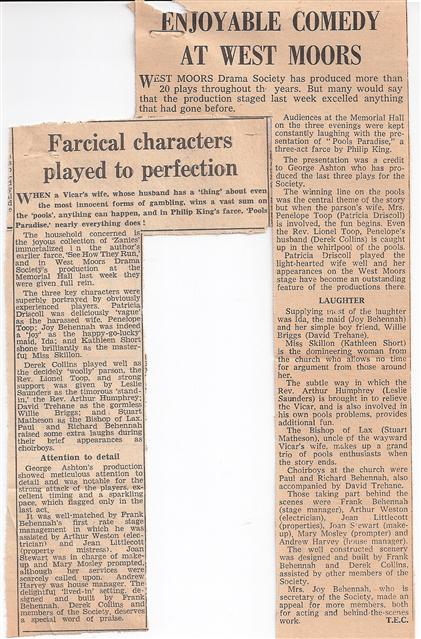 ENJOYABLE COMEDY
AT WEST MOORS
WEST MOORS Drama Society has produced more than
20 plays throughout the years. But many would say
that the production staged last week excelled anything
that had gone before.
Audiences at the Memorial Hall
on the three evenings were kept
constantly laughing with the pre-
sentation of "Pools Paradise," a
three-act farce by Philip King.
The presentation was a credit
to George Ashton who has pro-
duced the last three plays for the
Society.
The winning line on the pools
was the central theme of the story
but when the parson's wife, Mrs.
Penelope Toop (Patricia Driscoll)
is involved, the fun begins. Even
the Rev. Lionel Toop, Penelope's
husband (Derek Collins) is caught
up in the whirlpool of the pools.
Patricia Driscoll played the
light-hearted wife well and her
appearances on the West Moors
stage have become an outstanding
feature of the productions there.
LAUGHTER
Supplying most of the laughter
was Ida, the maid (Joy Behennah)
and her simple boy friend, Willie
Briggs (David Trehane).
Miss Skillon (Kathleen Short)
is the domineering woman from
the church who allows no time
for argument from those around
her.
The subtle way in which the
Rev. Arthur Humphrey (Leslie
Saunders) is brought in to relieve
the Vicar, and is also involved in
his own pools problems, provides
additional fun.
The Bishop of Lax (Stuart
Matheson), uncle of the wayward
Vicar's wife, makes up a grand
trio of pools enthusiasts when
the story ends.
Choirboys at the church were
Paul and Richard Behennah, also
accompanied by David Trehane.
Those taking part behind the
scenes were Frank Behennah
(stage manager), Arthur Weston
(electrician), Jean Littlecott
(properties), Joan Stewart (make-
up), Mary Mosley (prompter) and
Andrew Harvey (house manager).
The well constructed scenery
was designed and built by Frank
Behennah and Derek Collins,
assisted by other members of the
Society.
Mrs. Joy Behennah, who is
secretary of the Society, made an
appeal for more members, both
for acting and behind-the-scenes
work. T.E.C.
Farcical characters
played to perfection
WHEN a Vicar's wife, whose husband has a 'thing' about even
the most innocent forms of gambling, wins a vast sum on
the 'pools', anything can happen, and in Philip King's farce, 'Pools
Paradise,' nearly everything does!
The household concerned is
the joyous collection of 'Zanies'
immortalized in the author's
earlier farce, 'See How They Run,'
and in West Moors Drama
Society's production at the
Memorial Hall last week they
were given full rein.
The three key characters were
superbly portrayed by obviously
experienced players. Patricia
Driscoll was deliciously 'vague'
as the harassed wife, Penelope
Toop; Joy Behennah was indeed
a 'joy' as the happy-go-lucky
maid, Ida; and Kathleen Short
shone brilliantly as the master-
ful Miss Skillon.
Derek Collins played well as
the decidely 'woolly' parson, the
Rev. Lionel Toop, and strong
support was given by Leslie
Saunders as the timorous 'stand-
in,' the Rev. Arthur Humphrey;
David Trehane as the gormless
Willie Briggs; and Stuart
Matheson as the Bishop of Lax.
Paul and Richard Behennah
raised some extra laughs during
their brief appearances as
choirboys.
Attention to detail
George Ashton's production
showed meticulous attention to
detail and was notable for the
strong attack of the players, ex-
cellent timing and a sparkling
pace, which flagged only in the
last act.
It was well-matched by Frank
Behennah's first rate stage
management in which he was
assisted by Arthur Weston (elec-
trician) and Jean Littlecott
(property mistress). Joan
Stewart was in charge of make-
up and Mary Mosley prompted,
although her services were
scarcely called upon. Andrew
Harvey was house manager. The
delightful 'lived-in' setting, de-
signed and built by Frank
Behennah, Derek Collins and
members of the Society, deserves
a special word of praise.